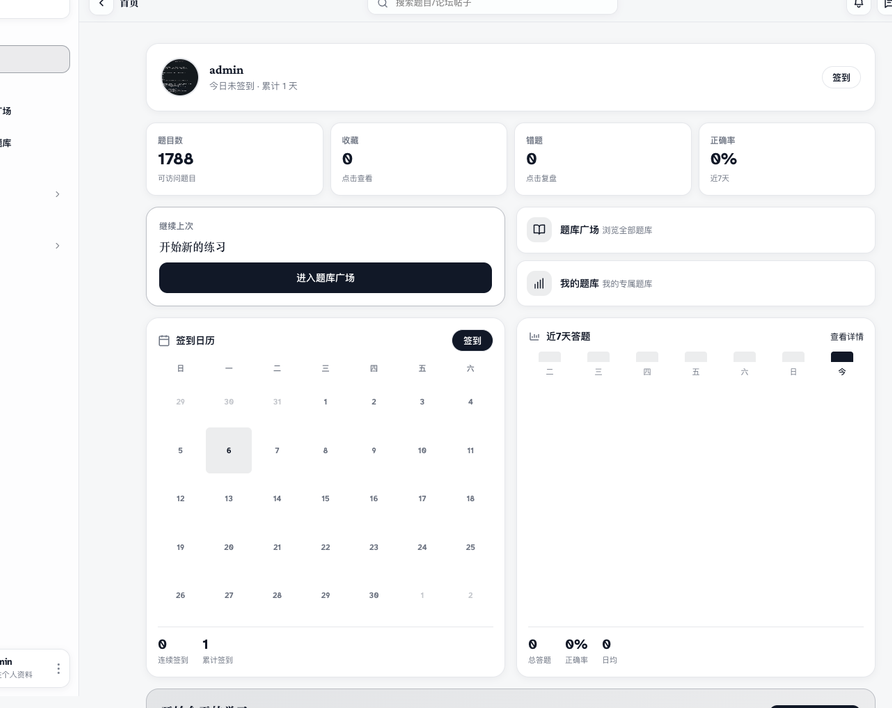 首页
搜索题目/论坛帖子
广场
题库
min
个人资料
admin
今日未签到 · 累计 1 天
签到
题目数
1788
可访问题目
收藏
0
点击查看
错题
0
点击复盘
正确率
0%
近7天
继续上次
开始新的练习
进入题库广场
题库广场 浏览全部题库
我的题库 我的专属题库
签到日历
签到
日 一 二 三 四 五 六
29 30 31 1 2 3 4
5 6 7 8 9 10 11
12 13 14 15 16 17 18
19 20 21 22 23 24 25
26 27 28 29 30 1 2
0 1
连续签到 累计签到
近7天答题
查看详情
二 三 四 五 六 日 今
0 0% 0
总答题 正确率 日均